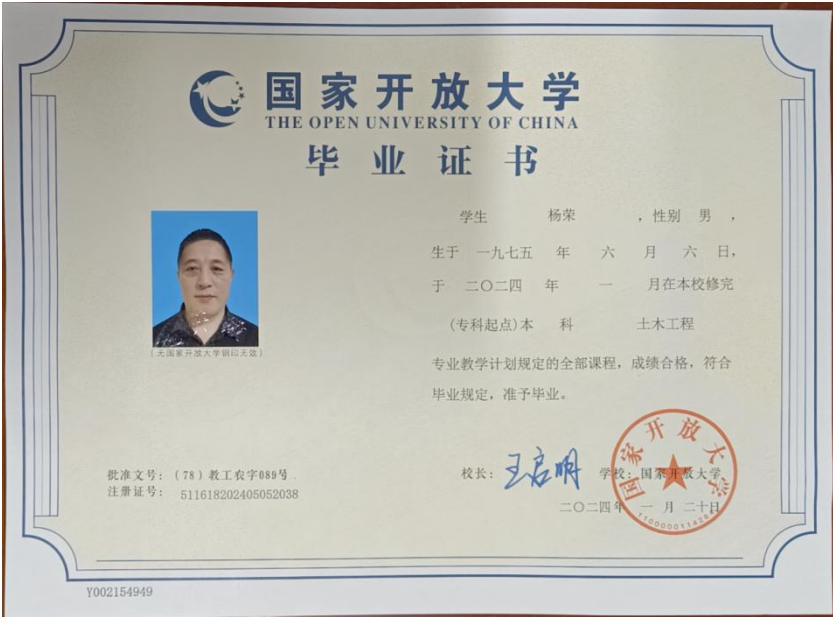 国家开放大学
THE OPEN UNIVERSITY OF CHINA
毕业证书
学生 杨荣 ，性别 男 ，
生于 一九七五 年 六 月 六 日，
于 二〇二四 年 一 月在本校修完
(专科起点)本 科 土木工程
专业教学计划规定的全部课程，成绩合格，符合
毕业规定，准予毕业。
(无国家开放大学钢印无效)
批准文号：(78)教工农字089号
注册证号：511618202405052038
校长：王启明 学校：国家开放大学
二〇二四年 一 月 二十日
国家开放大学
Y002154949